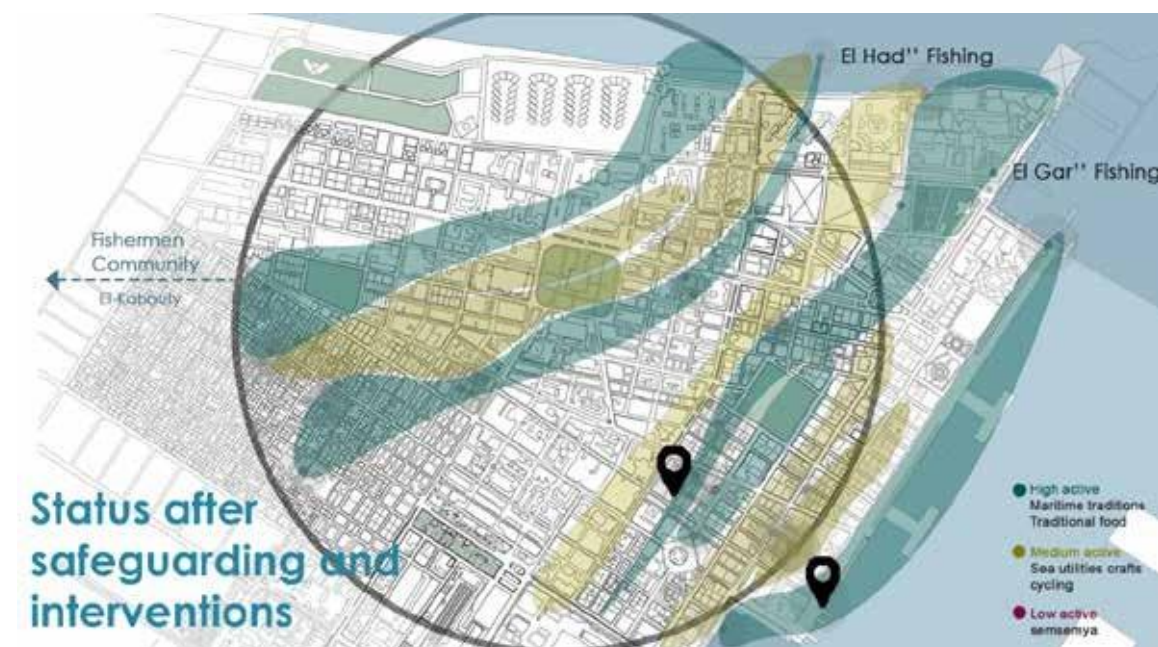 El Had'' Fishing
El Gar'' Fishing
Fishermen
Community
El-Kabouty
Status after
safeguarding and
interventions
High active
Maritime traditions
Traditional food
Medium active
Sea utilities crafts
cycling
Low active
semsemya